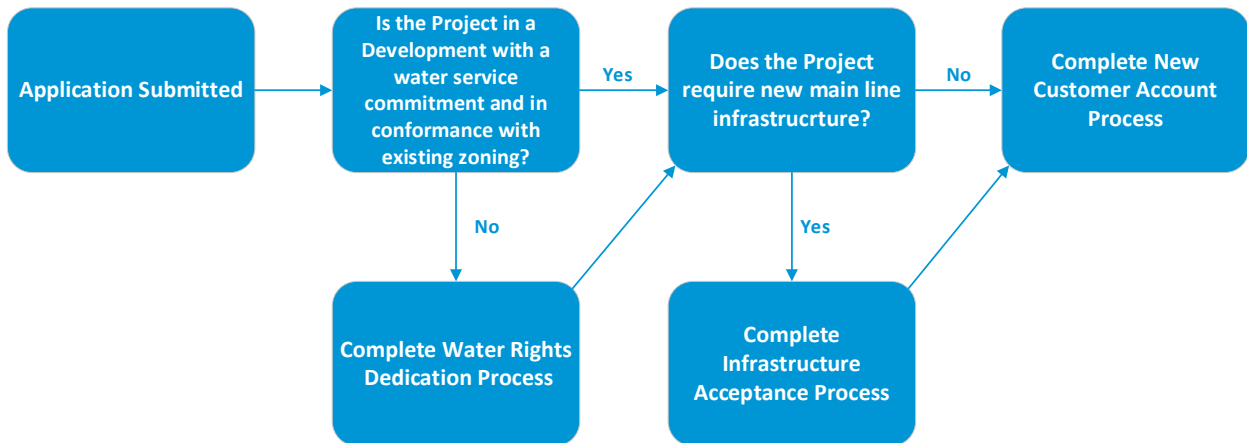 Application Submitted
Is the Project in a
Development with a
water service
commitment and in
conformance with
existing zoning?
Yes
Does the Project
require new main line
infrastrucrture?
No
Complete New
Customer Account
Process
No
Yes
Complete Water Rights
Dedication Process
Complete
Infrastructure
Acceptance Process